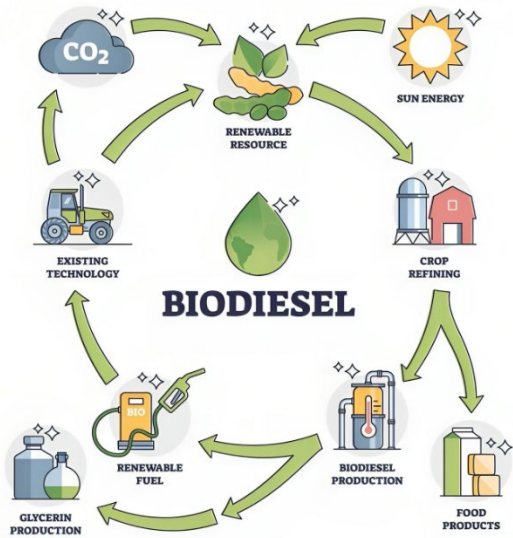 CO₂
SUN ENERGY
RENEWABLE
RESOURCE
EXISTING
TECHNOLOGY
CROP
REFINING
BIODIESEL
BIO
RENEWABLE
FUEL
BIODIESEL
PRODUCTION
GLYCERIN
PRODUCTION
FOOD
PRODUCTS